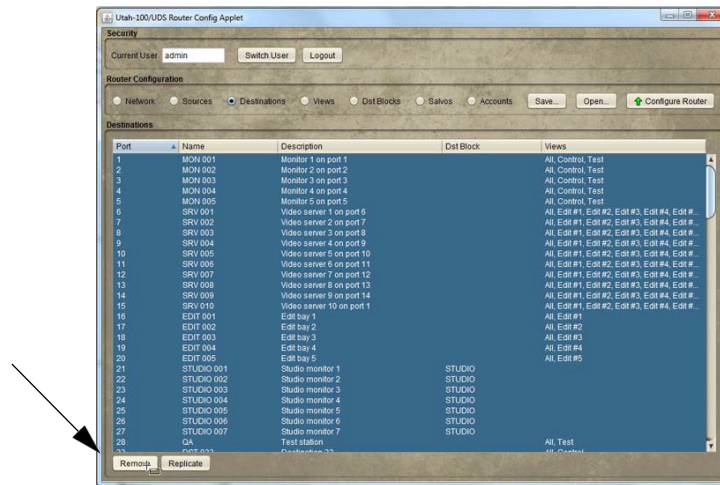 Utah-100/UDS Router Config Applet
Security
Current User admin Switch User Logout
Router Configuration
Network Sources Destinations Views Dst Blocks Salvos Accounts Save... Open... Configure Router
Destinations
Port Name Description Dst Block Views
1 MON 001 Monitor 1 on port 1 All, Control, Test
2 MON 002 Monitor 2 on port 2 All, Control, Test
3 MON 003 Monitor 3 on port 3 All, Control, Test
4 MON 004 Monitor 4 on port 4 All, Control, Test
5 MON 005 Monitor 5 on port 5 All, Control, Test
6 SRV 001 Video server 1 on port 6 All, Edit #1, Edit #2, Edit #3, Edit #4, Edit #...
7 SRV 002 Video server 2 on port 7 All, Edit #1, Edit #2, Edit #3, Edit #4, Edit #...
8 SRV 003 Video server 3 on port 8 All, Edit #1, Edit #2, Edit #3, Edit #4, Edit #...
9 SRV 004 Video server 4 on port 9 All, Edit #1, Edit #2, Edit #3, Edit #4, Edit #...
10 SRV 005 Video server 5 on port 10 All, Edit #1, Edit #2, Edit #3, Edit #4, Edit #...
11 SRV 006 Video server 6 on port 11 All, Edit #1, Edit #2, Edit #3, Edit #4, Edit #...
12 SRV 007 Video server 7 on port 12 All, Edit #1, Edit #2, Edit #3, Edit #4, Edit #...
13 SRV 008 Video server 8 on port 13 All, Edit #1, Edit #2, Edit #3, Edit #4, Edit #...
14 SRV 009 Video server 9 on port 14 All, Edit #1, Edit #2, Edit #3, Edit #4, Edit #...
15 SRV 010 Video server 10 on port 1 All, Edit #1, Edit #2, Edit #3, Edit #4, Edit #...
16 EDIT 001 Edit bay 1 All, Edit #1
17 EDIT 002 Edit bay 2 All, Edit #2
18 EDIT 003 Edit bay 3 All, Edit #3
19 EDIT 004 Edit bay 4 All, Edit #4
20 EDIT 005 Edit bay 5 All, Edit #5
21 STUDIO 001 Studio monitor 1 STUDIO
22 STUDIO 002 Studio monitor 2 STUDIO
23 STUDIO 003 Studio monitor 3 STUDIO
24 STUDIO 004 Studio monitor 4 STUDIO
25 STUDIO 005 Studio monitor 5 STUDIO
26 STUDIO 006 Studio monitor 6 STUDIO
27 STUDIO 007 Studio monitor 7 STUDIO
28 QA Test station All, Test
Remove Replicate